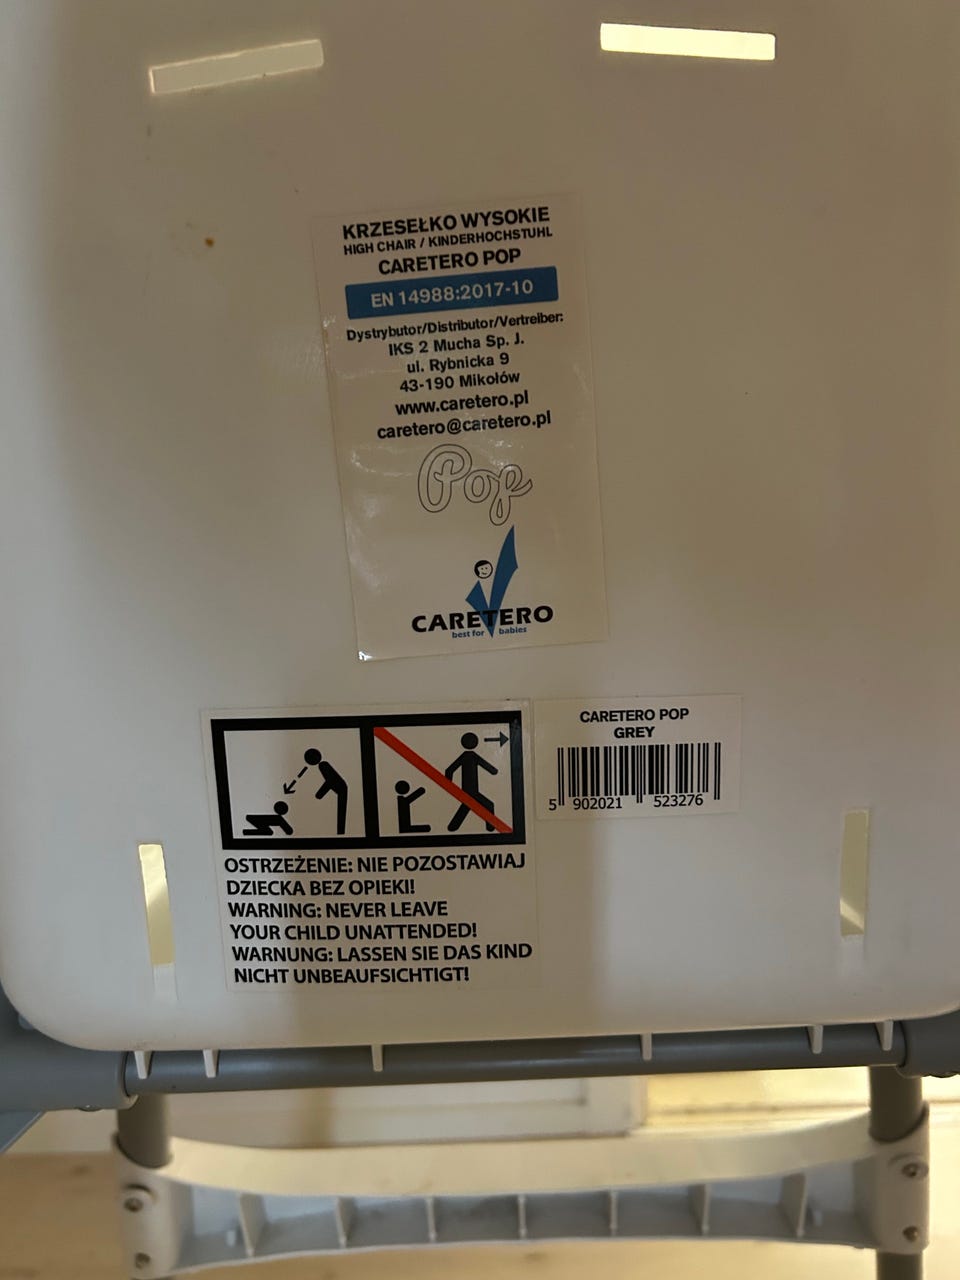 KRZESEŁKO WYSOKIE
HIGH CHAIR / KINDERHOCHSTUHL
CARETERO POP
EN 14988:2017-10
Dystrybutor/Distributor/Vertreiber:
IKS 2 Mucha Sp. J.
ul. Rybnicka 9
43-190 Mikołów
www.caretero.pl
caretero@caretero.pl
Pop
CARETERO
best for babies
CARETERO POP
GREY
5 902021 523276
OSTRZEŻENIE: NIE POZOSTAWIAJ
DZIECKA BEZ OPIEKI!
WARNING: NEVER LEAVE
YOUR CHILD UNATTENDED!
WARNUNG: LASSEN SIE DAS KIND
NICHT UNBEAUFSICHTIGT!